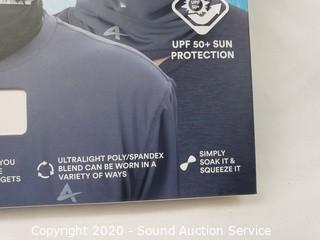 UPF 50+ SUN
PROTECTION
YOU
GETS
ULTRALIGHT POLY/SPANDEX
BLEND CAN BE WORN IN A
VARIETY OF WAYS
SIMPLY
SOAK IT &
SQUEEZE IT
Copyright 2020 - Sound Auction Service